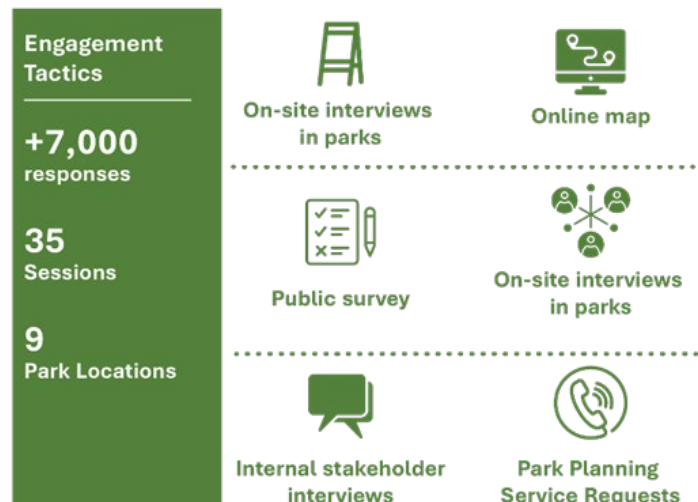 Engagement
Tactics
+7,000
responses
35
Sessions
9
Park Locations
On-site interviews
in parks
Online map
Public survey
On-site interviews
in parks
Internal stakeholder
interviews
Park Planning
Service Requests